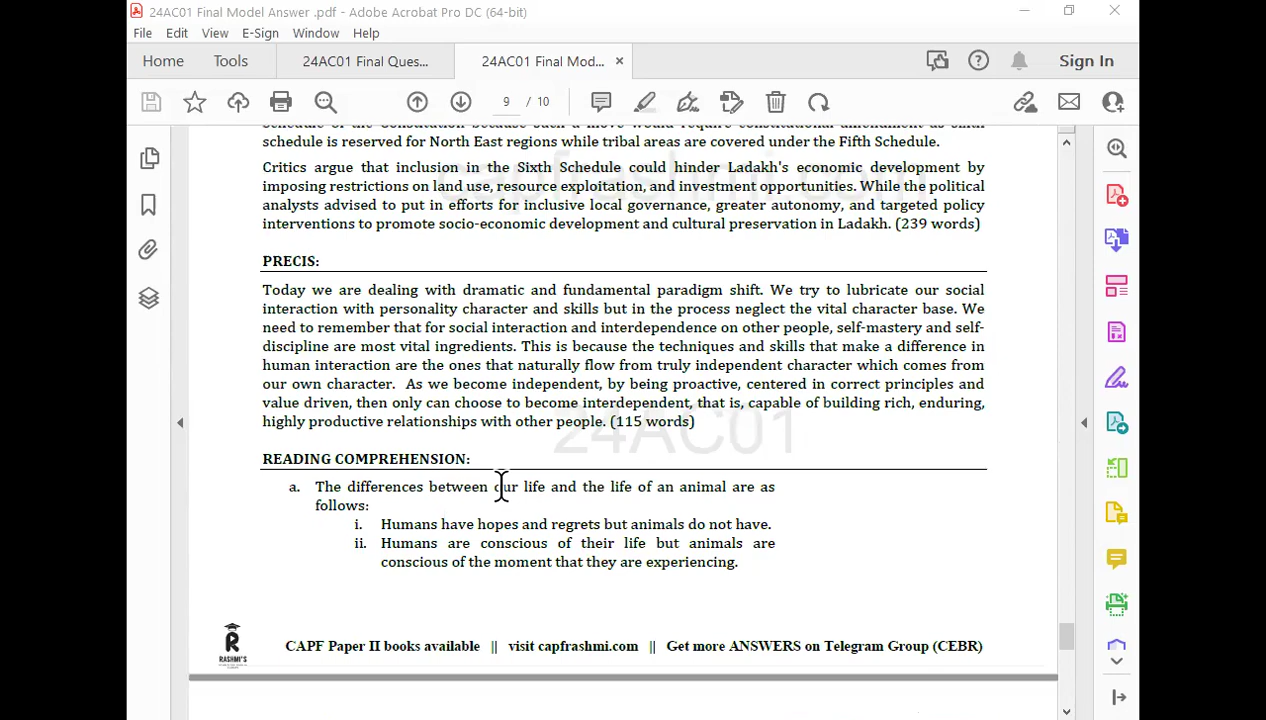 24AC01 Final Model Answer .pdf - Adobe Acrobat Pro DC (64-bit)
File Edit View E-Sign Window Help
Home Tools 24AC01 Final Ques... 24AC01 Final Mod... × Sign In
9 / 10
schedule is reserved for North East regions while tribal areas are covered under the Fifth Schedule.
Critics argue that inclusion in the Sixth Schedule could hinder Ladakh's economic development by
imposing restrictions on land use, resource exploitation, and investment opportunities. While the political
analysts advised to put in efforts for inclusive local governance, greater autonomy, and targeted policy
interventions to promote socio-economic development and cultural preservation in Ladakh. (239 words)
capfrashmi.com
PRECIS:
Today we are dealing with dramatic and fundamental paradigm shift. We try to lubricate our social
interaction with personality character and skills but in the process neglect the vital character base. We
need to remember that for social interaction and interdependence on other people, self-mastery and self-
discipline are most vital ingredients. This is because the techniques and skills that make a difference in
human interaction are the ones that naturally flow from truly independent character which comes from
our own character. As we become independent, by being proactive, centered in correct principles and
value driven, then only can choose to become interdependent, that is, capable of building rich, enduring,
highly productive relationships with other people. (115 words)
24AC01
READING COMPREHENSION:
a. The differences between our life and the life of an animal are as
follows:
i. Humans have hopes and regrets but animals do not have.
ii. Humans are conscious of their life but animals are
conscious of the moment that they are experiencing.
R
RASHMI'S
CAPF Paper II books available || visit capfrashmi.com || Get more ANSWERS on Telegram Group (CEBR)